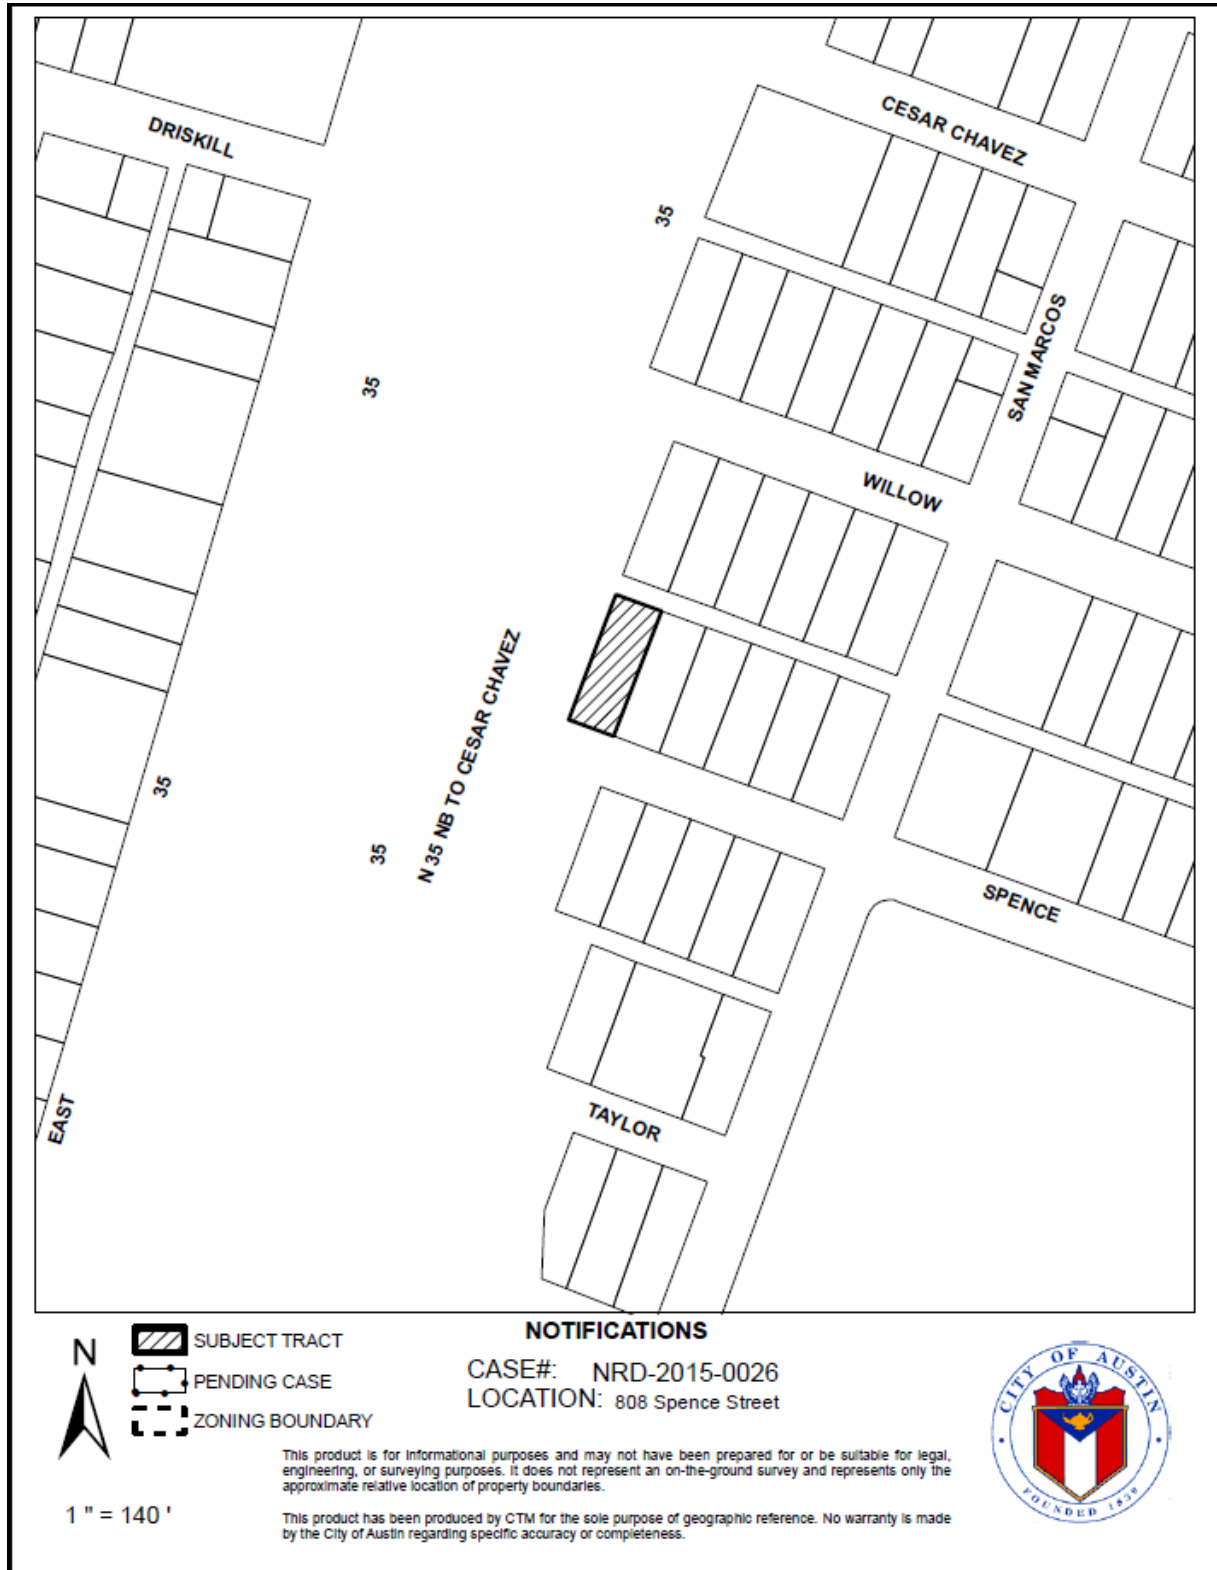 DRISKILL
CESAR CHAVEZ
35
SAN MARCOS
35
WILLOW
N 35 NB TO CESAR CHAVEZ
35
35
SPENCE
EAST
TAYLOR
N
SUBJECT TRACT
PENDING CASE
ZONING BOUNDARY
1 " = 140 '
NOTIFICATIONS
CASE#: NRD-2015-0026
LOCATION: 808 Spence Street
This product is for informational purposes and may not have been prepared for or be suitable for legal,
engineering, or surveying purposes. It does not represent an on-the-ground survey and represents only the
approximate relative location of property boundaries.
This product has been produced by CTM for the sole purpose of geographic reference. No warranty is made
by the City of Austin regarding specific accuracy or completeness.
CITY OF AUSTIN
FOUNDED 1839